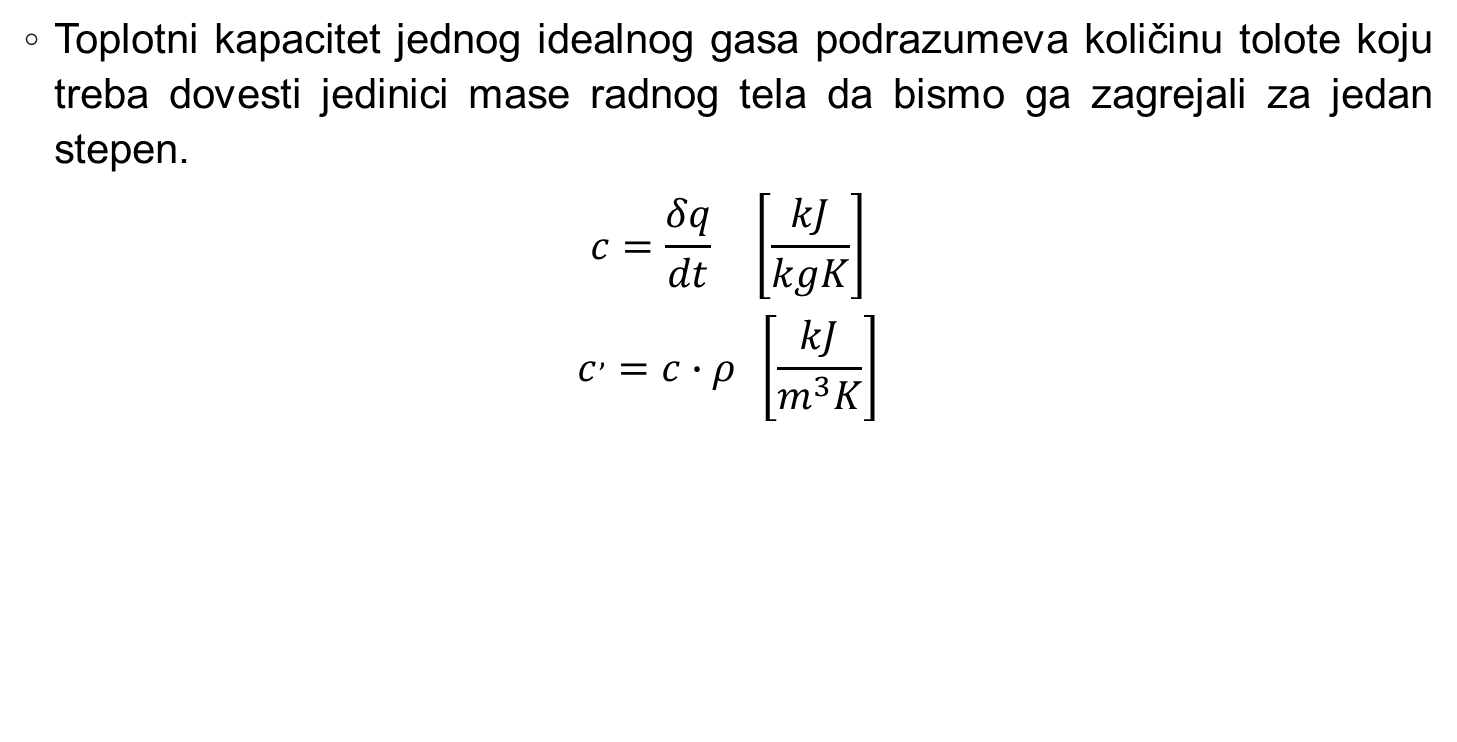 ◦ Toplotni kapacitet jednog idealnog gasa podrazumeva količinu tolote koju
treba dovesti jedinici mase radnog tela da bismo ga zagrejali za jedan
stepen.
c = δq/dt [kJ/kgK]
c’ = c · ρ [kJ/m³K]